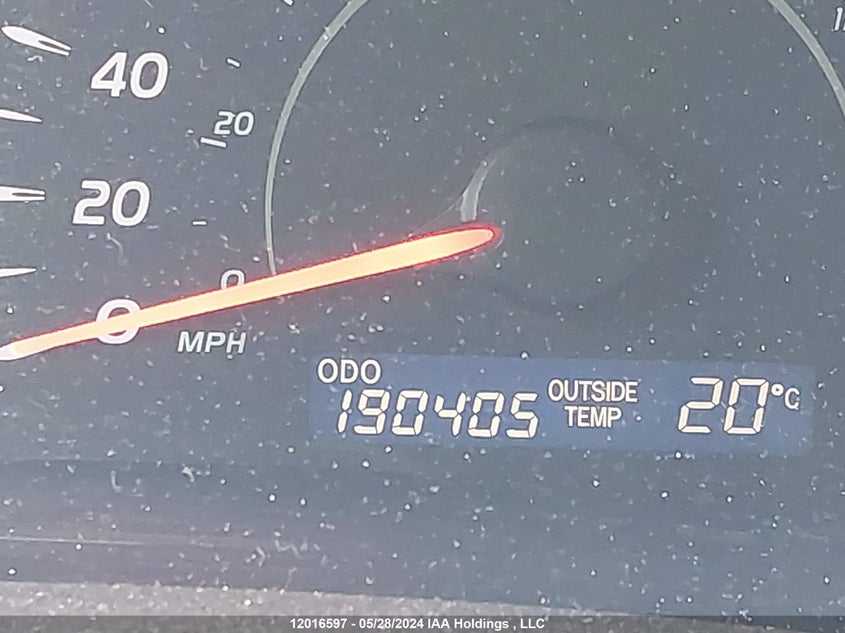 40
20
20
0
0
MPH
ODO
190405
OUTSIDE
TEMP
20°C
12016597 - 05/28/2024 IAA Holdings , LLC